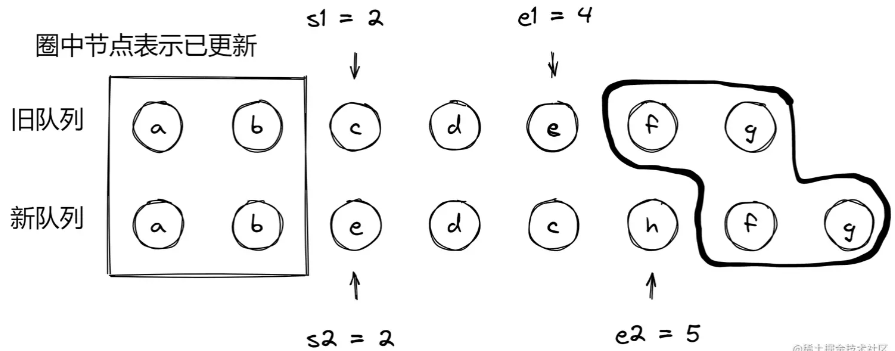 s1 = 2
e1 = 4
圈中节点表示已更新
旧队列 a b c d e f g
新队列 a b e d c h f g
s2 = 2
e2 = 5
@稀土掘金技术社区